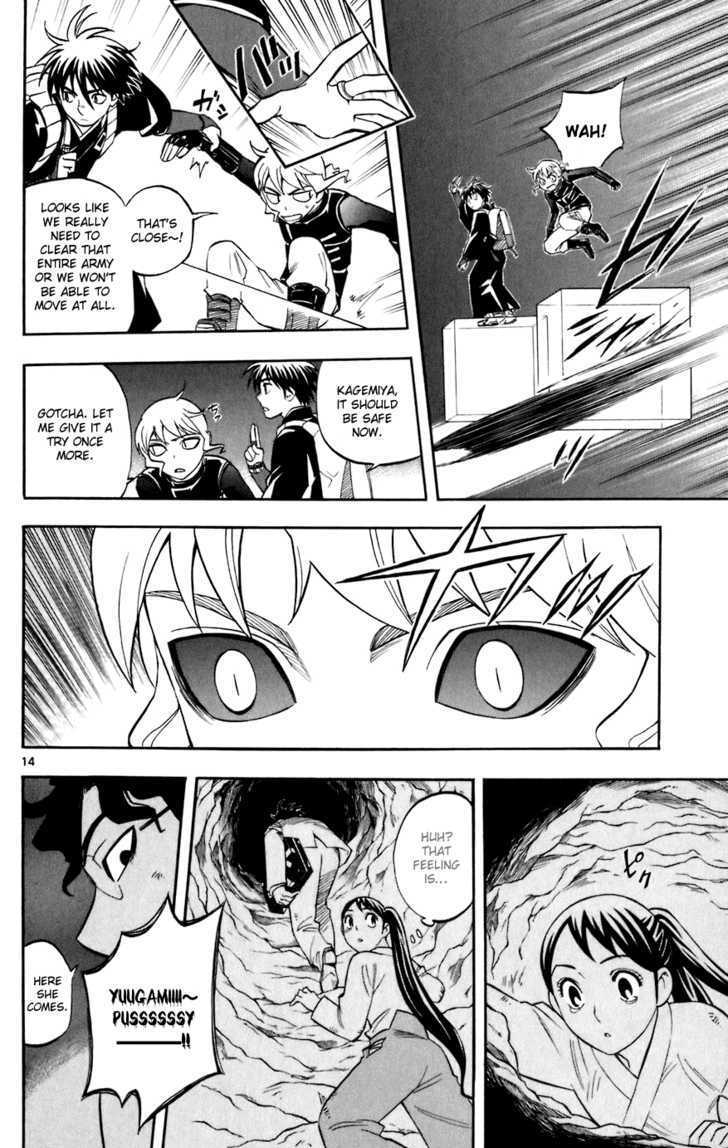 WAH!
THAT'S
CLOSE~!
LOOKS LIKE
WE REALLY
NEED TO
CLEAR THAT
ENTIRE ARMY
OR WE WON'T
BE ABLE TO
MOVE AT ALL.
KAGEMIYA,
IT SHOULD
BE SAFE
NOW.
GOTCHA. LET
ME GIVE IT A
TRY ONCE
MORE.
14
ピク
HUH?
THAT
FEELING
IS...
YUUGAMIIII~
PUSSSSSSY
——!!
HERE
SHE
COMES.